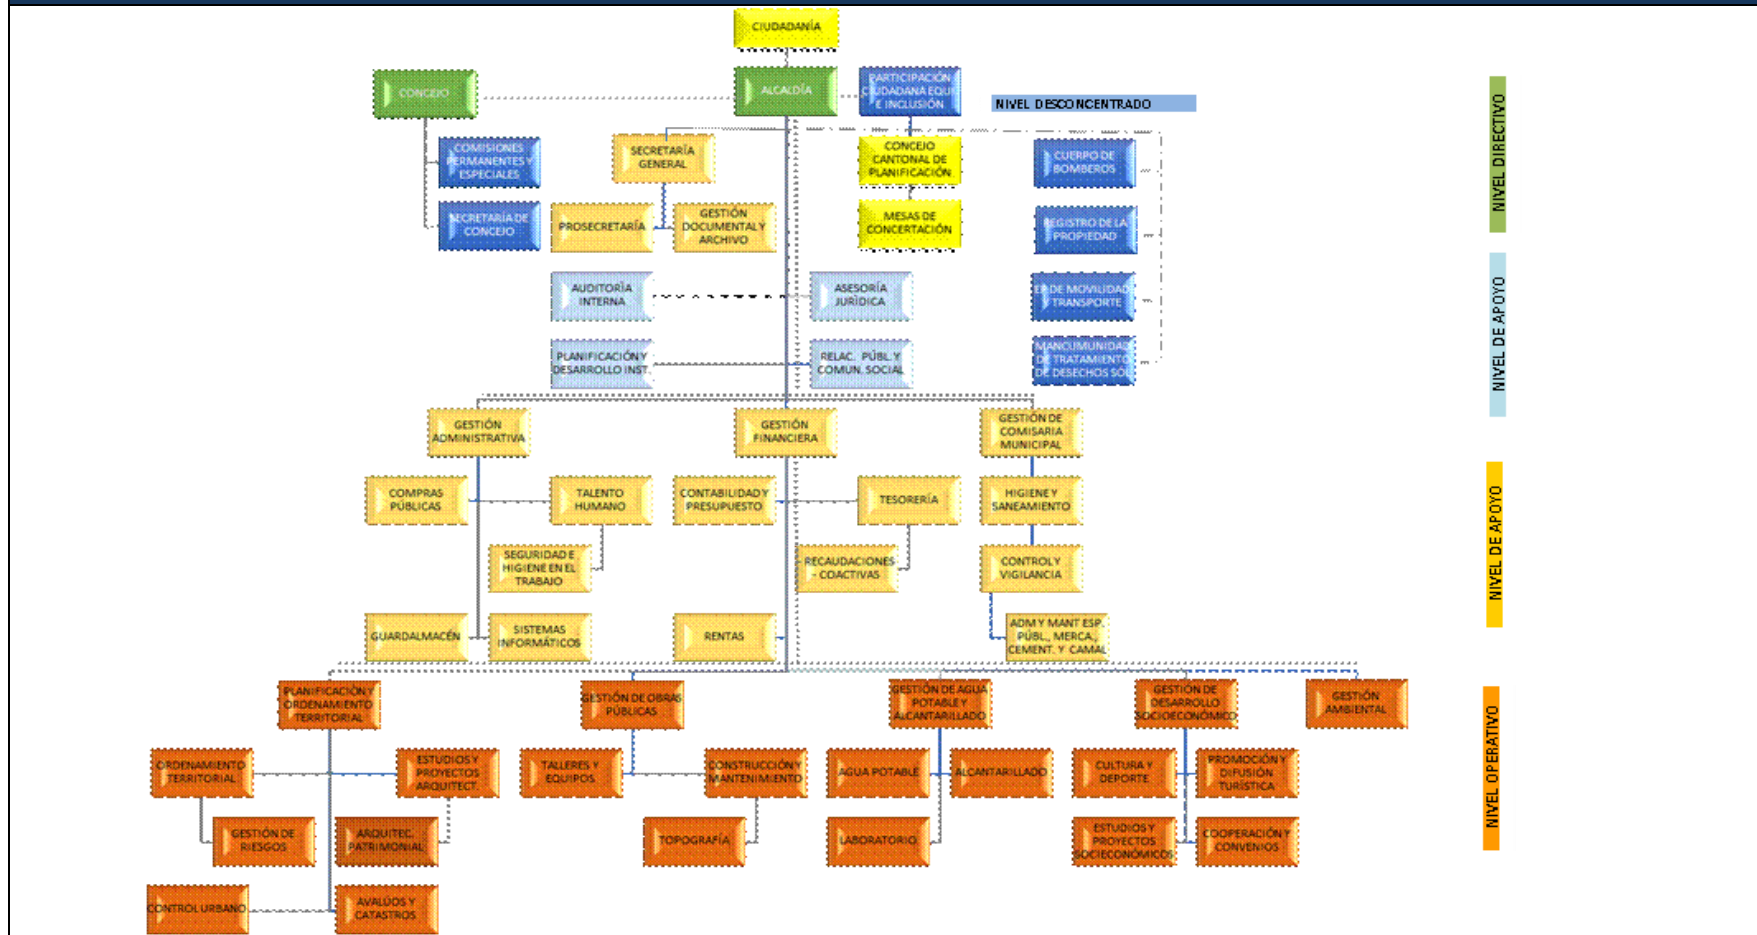 CIUDADANÍA
CONCEJO
ALCALDÍA
PARTICIPACIÓN
CIUDADANA EQUI
E INCLUSIÓN
NIVEL DESCONCENTRADO
NIVEL DIRECTIVO
COMISIONES
PERMANENTES Y
ESPECIALES
SECRETARÍA
GENERAL
CONCEJO
CANTONAL DE
PLANIFICACIÓN
CUERPO DE
BOMBEROS
SECRETARÍA DE
CONCEJO
PROSECRETARÍA
GESTIÓN
DOCUMENTAL Y
ARCHIVO
MESAS DE
CONCERTACIÓN
REGISTRO DE LA
PROPIEDAD
AUDITORÍA
INTERNA
ASESORÍA
JURÍDICA
EP DE MOVILIDAD
Y TRANSPORTE
NIVEL DE APOYO
PLANIFICACIÓN Y
DESARROLLO INST.
RELAC. PÚBL. Y
COMUN. SOCIAL
MANCUMUNIDAD
DE TRATAMIENTO
DE DESECHOS SÓL
GESTIÓN
ADMINISTRATIVA
GESTIÓN
FINANCIERA
GESTIÓN DE
COMISARIA
MUNICIPAL
COMPRAS
PÚBLICAS
TALENTO
HUMANO
CONTABILIDAD Y
PRESUPUESTO
TESORERÍA
HIGIENE Y
SANEAMIENTO
NIVEL DE APOYO
SEGURIDAD E
HIGIENE EN EL
TRABAJO
RECAUDACIONES
- COACTIVAS
CONTROL Y
VIGILANCIA
GUARDALMACÉN
SISTEMAS
INFORMÁTICOS
RENTAS
ADM Y MANT ESP.
PÚBL., MERCA.,
CEMENT. Y CAMAL
PLANIFICACIÓN Y
ORDENAMIENTO
TERRITORIAL
GESTIÓN DE OBRAS
PÚBLICAS
GESTIÓN DE AGUA
POTABLE Y
ALCANTARILLADO
GESTIÓN DE
DESARROLLO
SOCIOECONÓMICO
GESTIÓN
AMBIENTAL
NIVEL OPERATIVO
ORDENAMIENTO
TERRITORIAL
ESTUDIOS Y
PROYECTOS
ARQUITECT.
TALLERES Y
EQUIPOS
CONSTRUCCIÓN Y
MANTENIMIENTO
AGUA POTABLE
ALCANTARILLADO
CULTURA Y
DEPORTE
PROMOCIÓN Y
DIFUSIÓN
TURÍSTICA
GESTIÓN DE
RIESGOS
ARQUITEC.
PATRIMONIAL
TOPOGRAFÍA
LABORATORIO
ESTUDIOS Y
PROYECTOS
SOCIOECONÓMICOS
COOPERACIÓN Y
CONVENIOS
CONTROL URBANO
AVALÚOS Y
CATASTROS